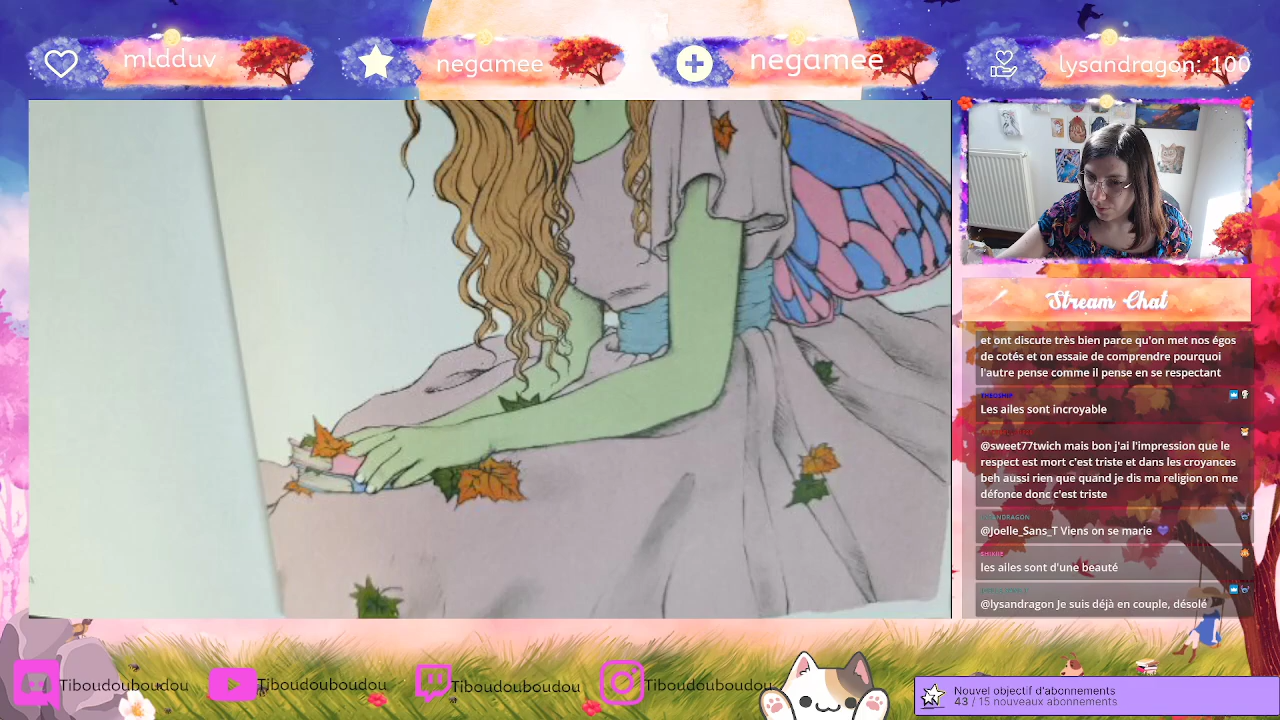 mldduv
negamee
negamee
lysandragon: 100
Stream Chat
et ont discute très bien parce qu'on met nos égos
de cotés et on essaie de comprendre pourquoi
l'autre pense comme il pense en se respectant
Les ailes sont incroyable
@sweet77twich mais bon j'ai l'impression que le
respect est mort c'est triste et dans les croyances
beh aussi rien que quand je dis ma religion on me
défonce donc c'est triste
LYSANDRAGON
@Joelle_Sans_T Viens on se marie
les ailes sont d'une beauté
@lysandragon Je suis déjà en couple, désolé
Tiboudouboudou
Tiboudouboudou
Tiboudouboudou
Tiboudouboudou
Nouvel objectif d'abonnements
43 / 15 nouveaux abonnements